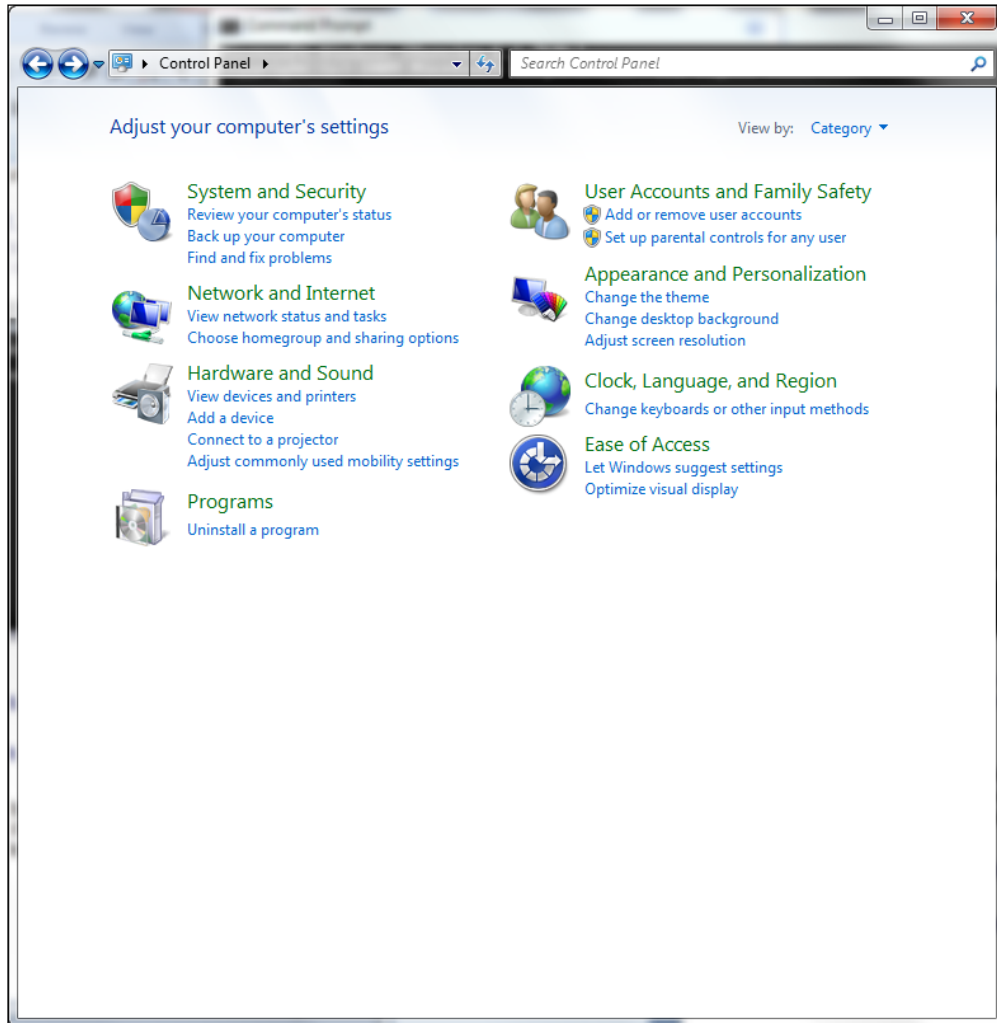 Command Prompt
Control Panel
Search Control Panel
Adjust your computer's settings
View by: Category
System and Security
Review your computer's status
Back up your computer
Find and fix problems
Network and Internet
View network status and tasks
Choose homegroup and sharing options
Hardware and Sound
View devices and printers
Add a device
Connect to a projector
Adjust commonly used mobility settings
Programs
Uninstall a program
User Accounts and Family Safety
Add or remove user accounts
Set up parental controls for any user
Appearance and Personalization
Change the theme
Change desktop background
Adjust screen resolution
Clock, Language, and Region
Change keyboards or other input methods
Ease of Access
Let Windows suggest settings
Optimize visual display